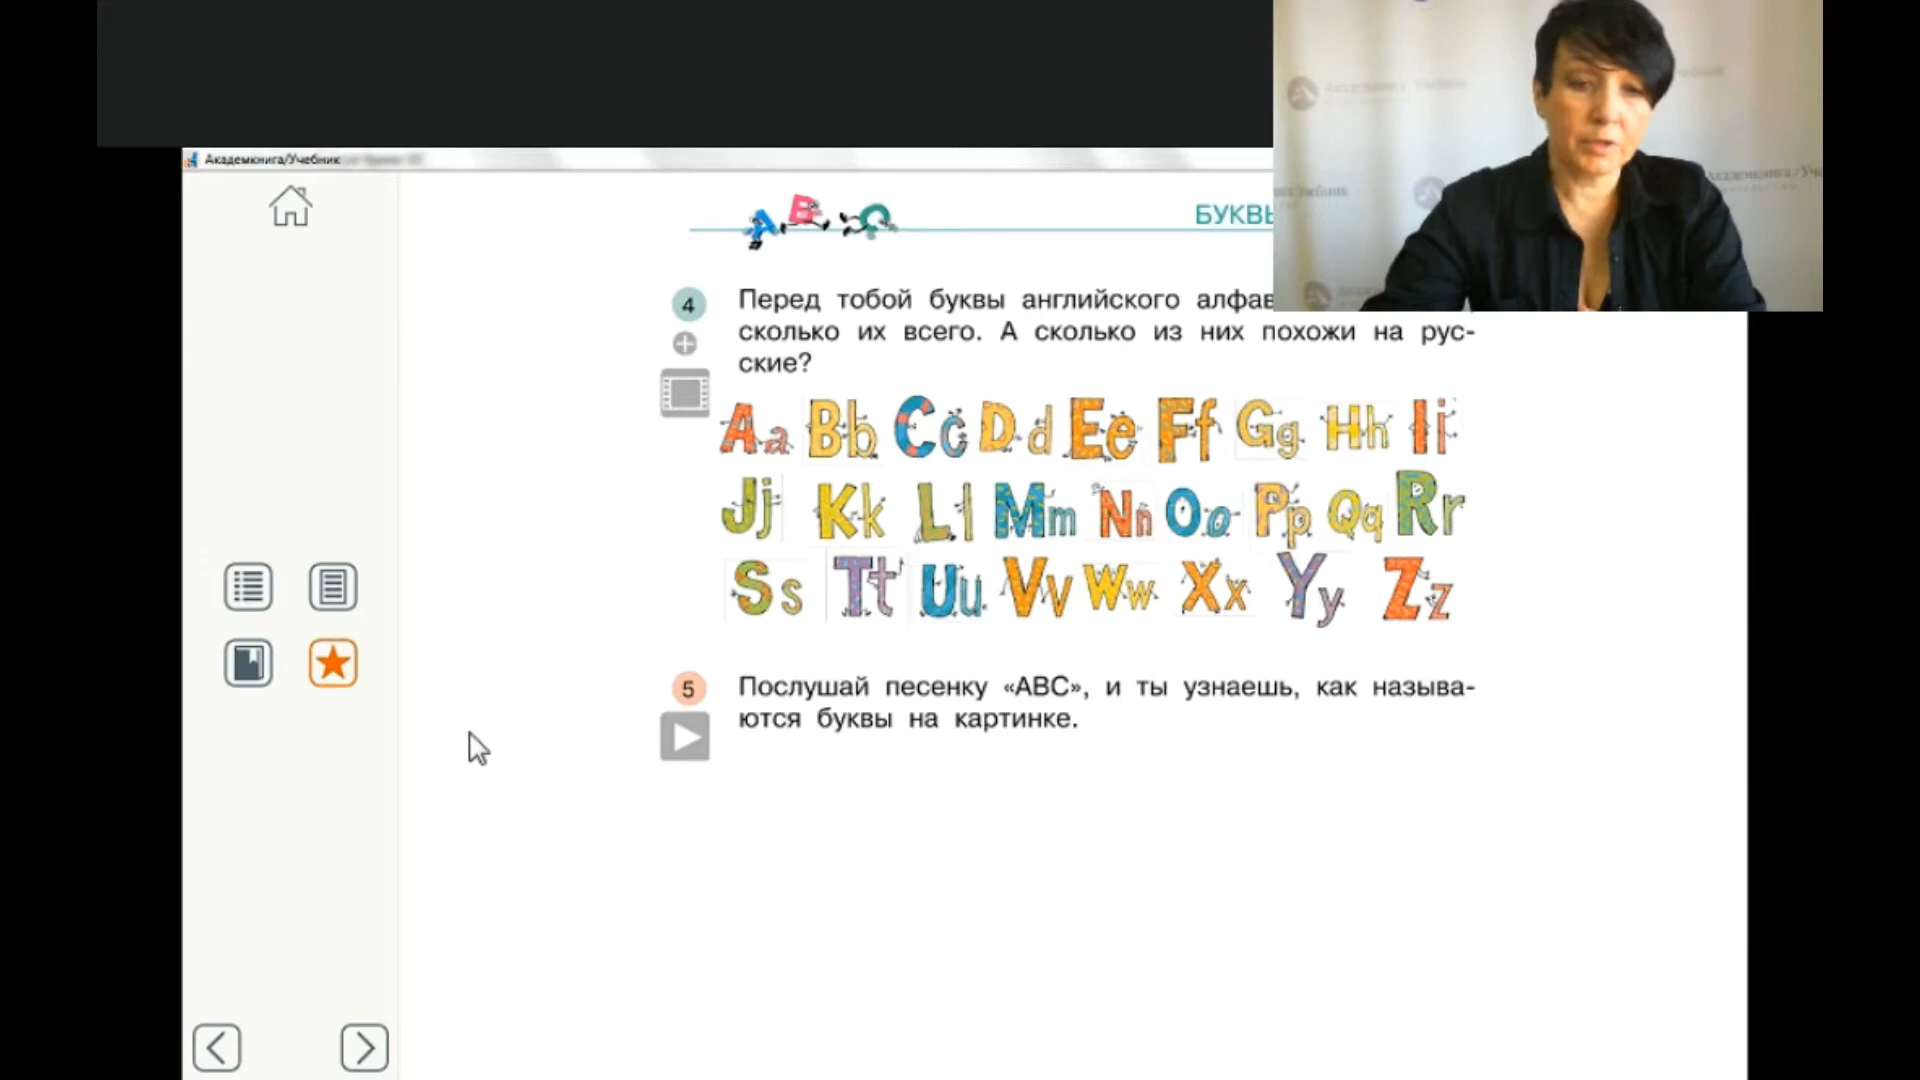 Академкнига/Учебник
БУКВЫ
4 Перед тобой буквы английского алфав
сколько их всего. А сколько из них похожи на рус-
ские?
Aa Bb Cc Dd Ee Ff Gg Hh Ii
Jj Kk Ll Mm Nn Oo Pp Qq Rr
Ss Tt Uu Vv Ww Xx Yy Zz
5 Послушай песенку «ABC», и ты узнаешь, как называ-
ются буквы на картинке.